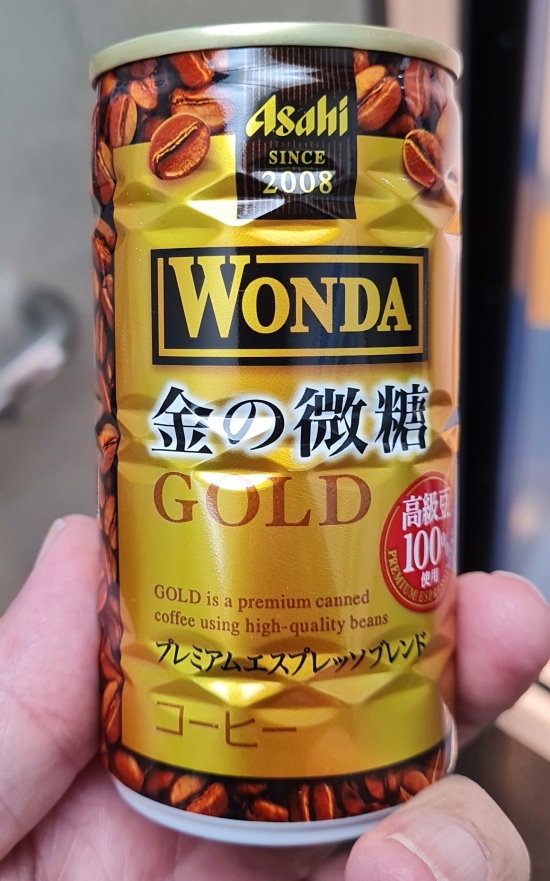 Asahi
SINCE
2008
WONDA
金の微糖
GOLD
高級豆
100%
使用
PREMIUM
GOLD is a premium canned
coffee using high-quality beans
プレミアムエスプレッソブレンド
コーヒー